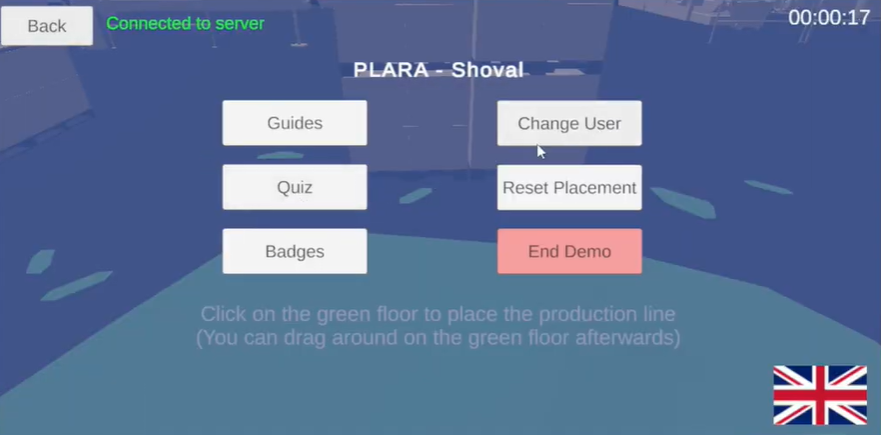 Back
Connected to server
00:00:17
PLARA - Shoval
Guides
Change User
Quiz
Reset Placement
Badges
End Demo
Click on the green floor to place the production line
(You can drag around on the green floor afterwards)